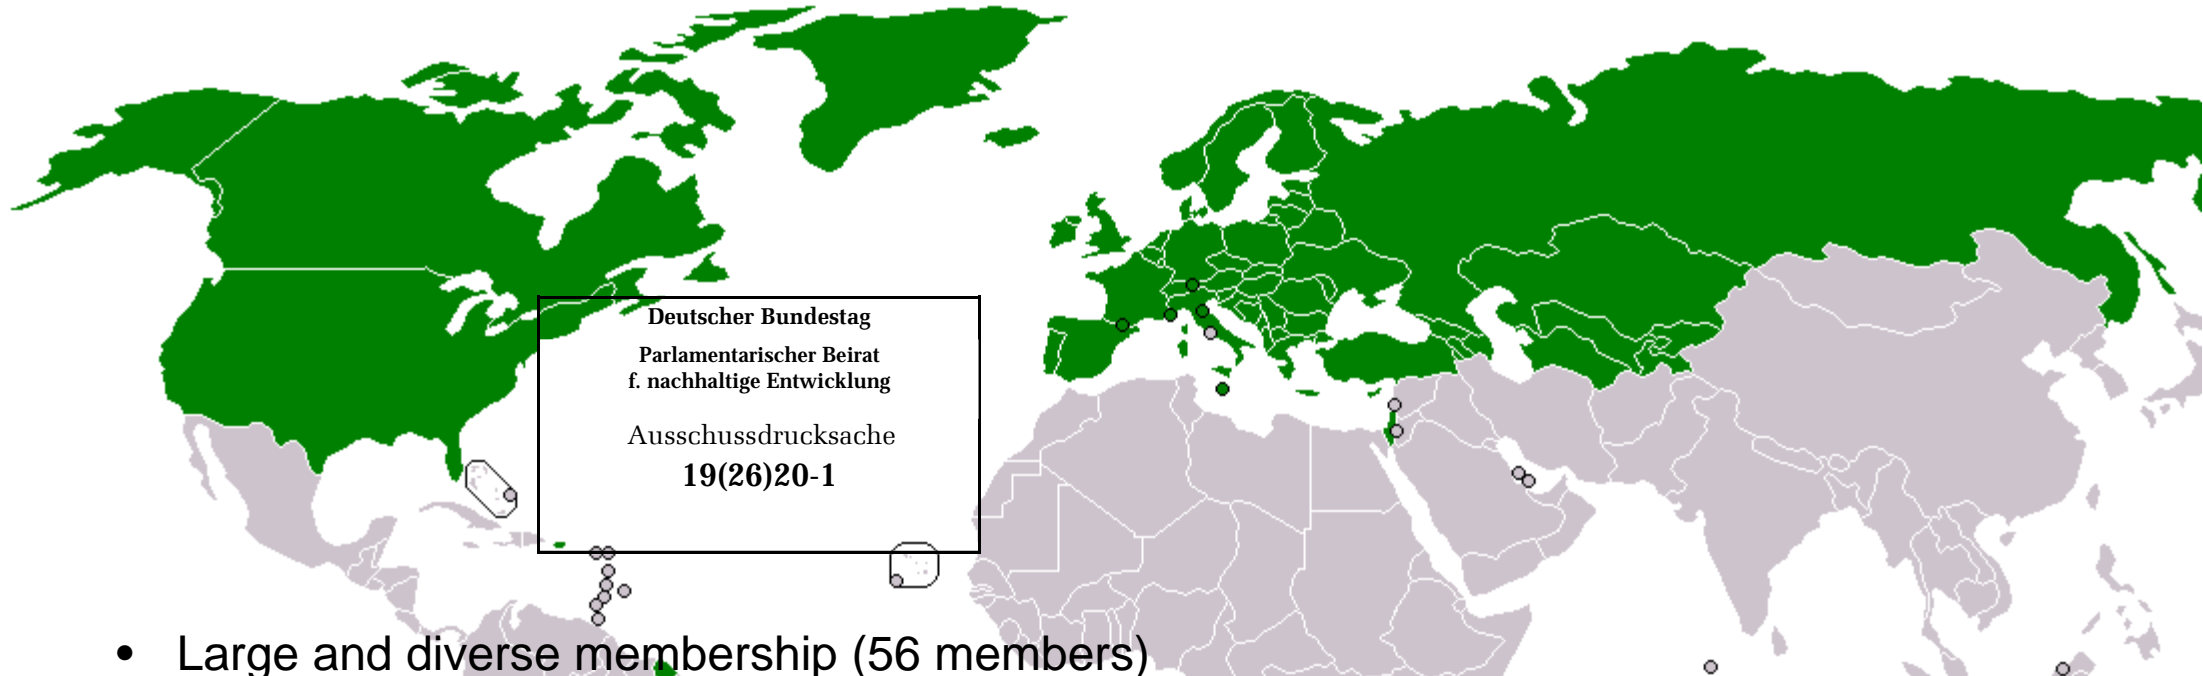 Deutscher Bundestag
Parlamentarischer Beirat
f. nachhaltige Entwicklung
Ausschussdrucksache
19(26)20-1
• Large and diverse membership (56 members)